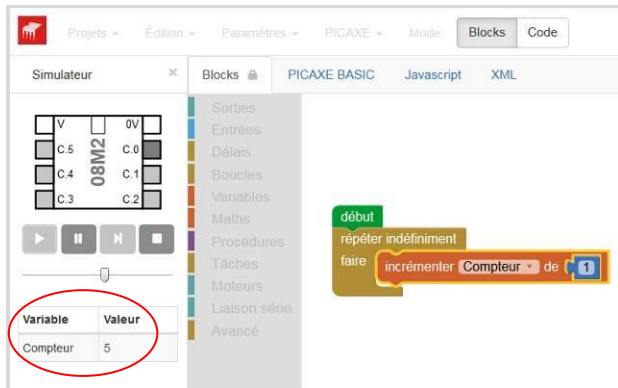 Projets Édition Paramètres PICAXE Mode: Blocks Code
Simulateur × Blocks PICAXE BASIC Javascript XML
V 0V
C.5 C.0
C.4 C.1
C.3 C.2
08M2
Sorties
Entrées
Délais
Boucles
Variables
Maths
Procédures
Tâches
Moteurs
Liaison série
Avancé
début
répéter indéfiniment
faire incrémenter Compteur de 1
Variable Valeur
Compteur 5